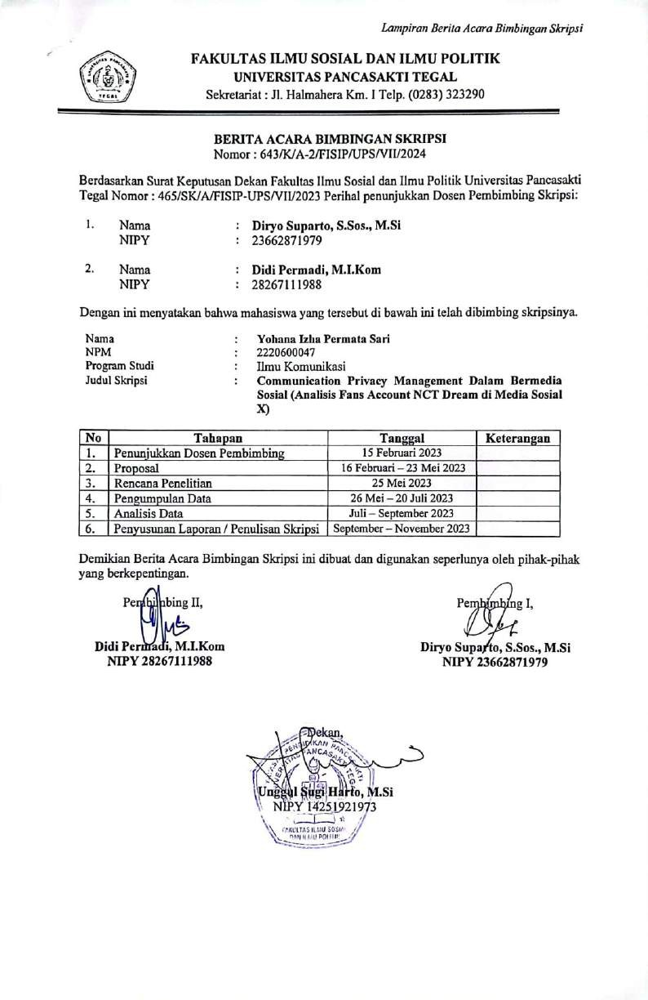 Lampiran Berita Acara Bimbingan Skripsi
FAKULTAS ILMU SOSIAL DAN ILMU POLITIK
UNIVERSITAS PANCASAKTI TEGAL
Sekretariat : Jl. Halmahera Km. I Telp. (0283) 323290
TEGAL
BERITA ACARA BIMBINGAN SKRIPSI
Nomor : 643/K/A-2/FISIP/UPS/VII/2024
Berdasarkan Surat Keputusan Dekan Fakultas Ilmu Sosial dan Ilmu Politik Universitas Pancasakti
Tegal Nomor : 465/SK/A/FISIP-UPS/VII/2023 Perihal penunjukkan Dosen Pembimbing Skripsi:
1. Nama : Diryo Suparto, S.Sos., M.Si
NIPY : 23662871979
2. Nama : Didi Permadi, M.I.Kom
NIPY : 28267111988
Dengan ini menyatakan bahwa mahasiswa yang tersebut di bawah ini telah dibimbing skripsinya.
Nama : Yohana Izha Permata Sari
NPM : 2220600047
Program Studi : Ilmu Komunikasi
Judul Skripsi : Communication Privacy Management Dalam Bermedia
Sosial (Analisis Fans Account NCT Dream di Media Sosial
X)
No Tahapan Tanggal Keterangan
1. Penunjukkan Dosen Pembimbing 15 Februari 2023
2. Proposal 16 Februari – 23 Mei 2023
3. Rencana Penelitian 25 Mei 2023
4. Pengumpulan Data 26 Mei – 20 Juli 2023
5. Analisis Data Juli – September 2023
6. Penyusunan Laporan / Penulisan Skripsi September – November 2023
Demikian Berita Acara Bimbingan Skripsi ini dibuat dan digunakan seperlunya oleh pihak-pihak
yang berkepentingan.
Pembimbing II, Pembimbing I,
Didi Permadi, M.I.Kom Diryo Suparto, S.Sos., M.Si
NIPY 28267111988 NIPY 23662871979
Dekan,
Unggul Sugi Harto, M.Si
NIPY 14251921973
FAKULTAS ILMU SOSIAL
DAN ILMU POLITIK